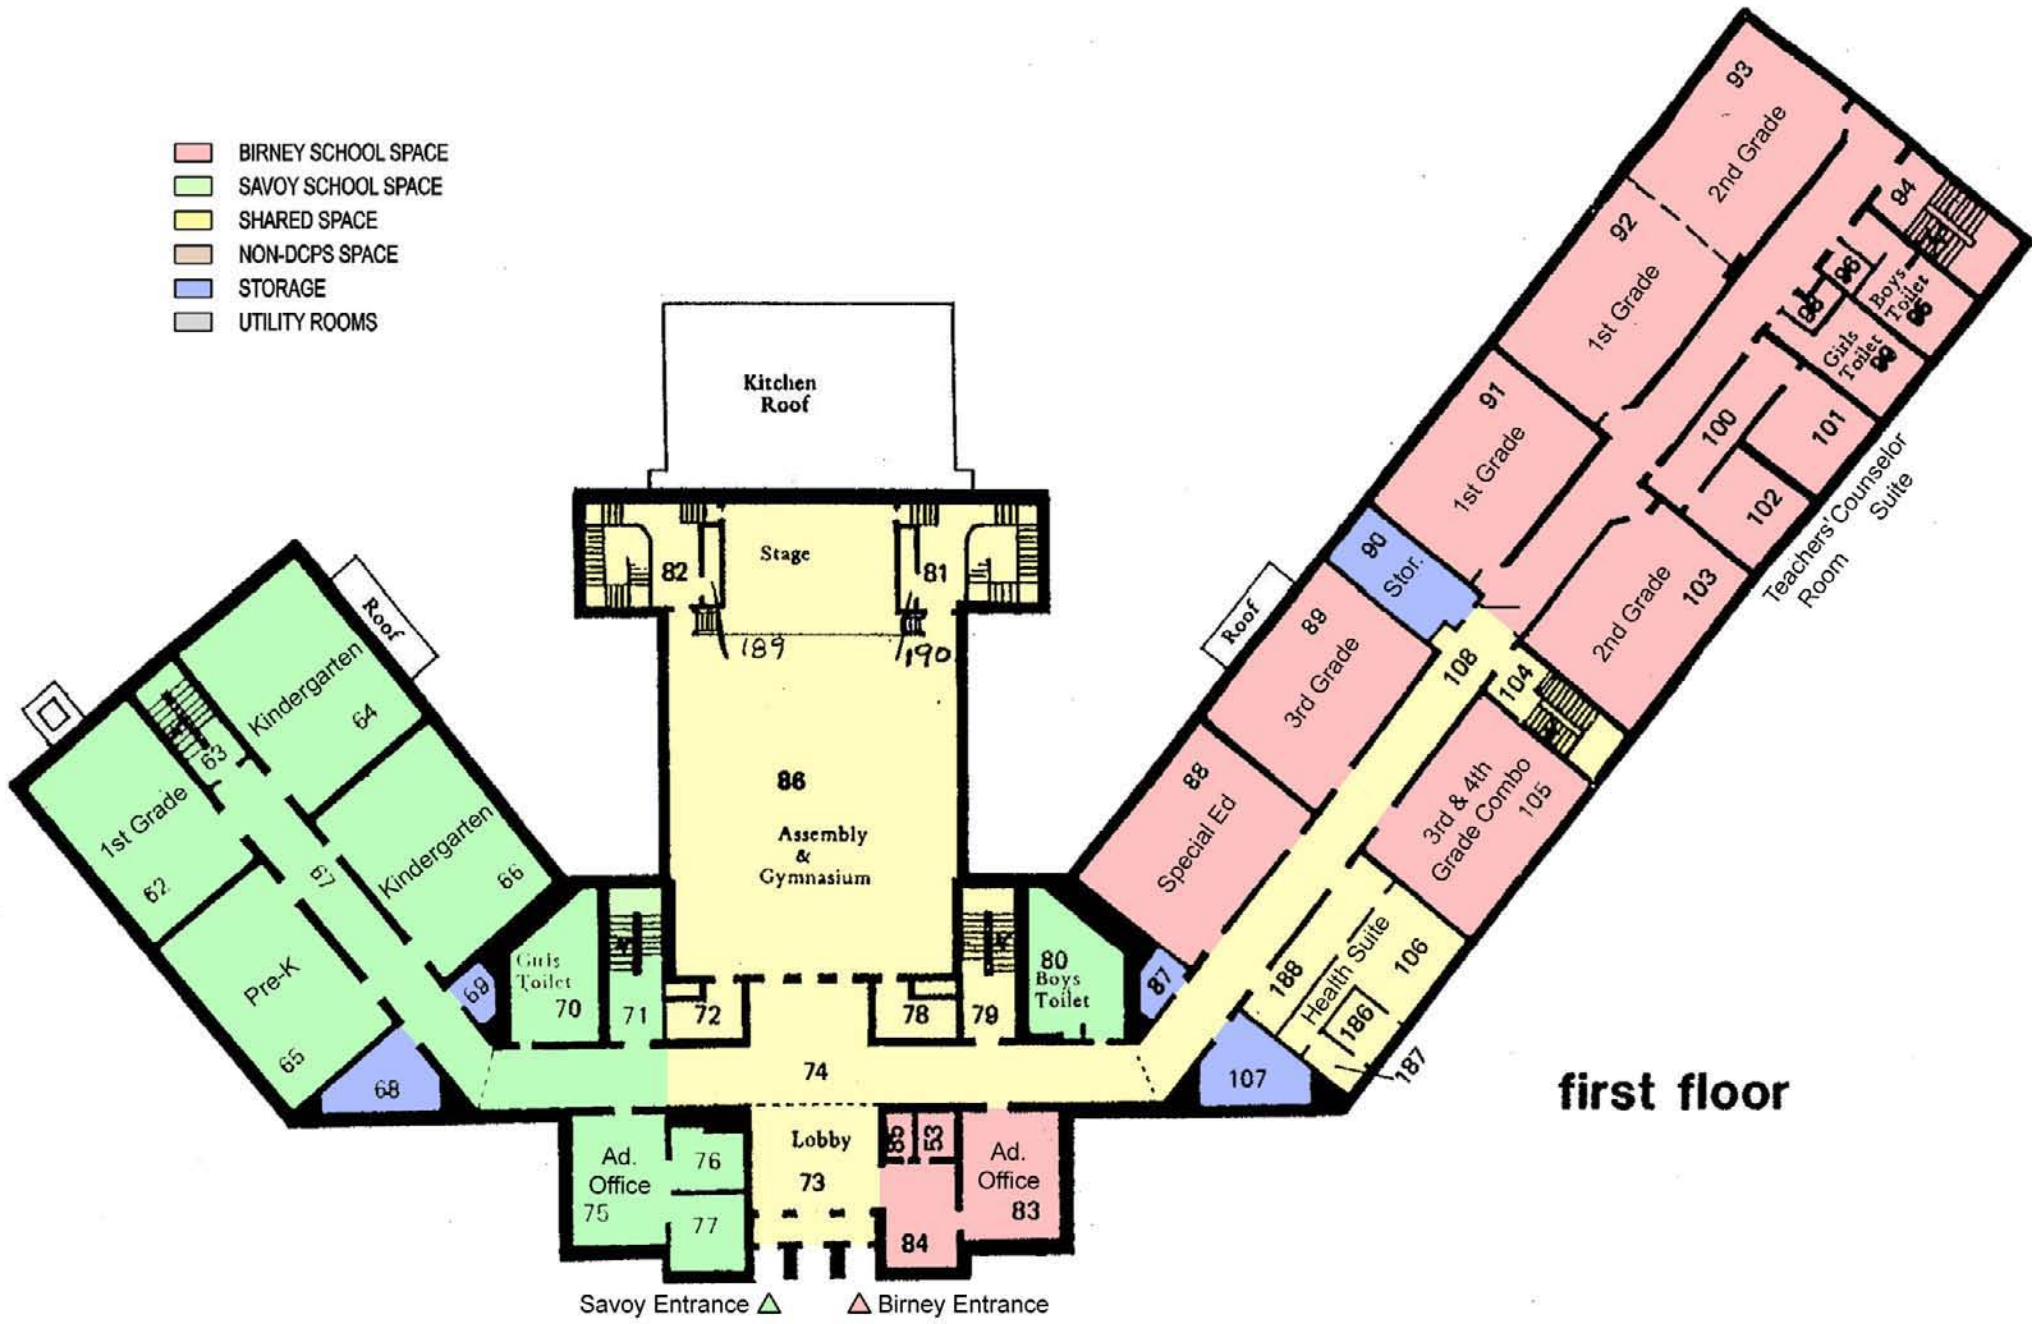 BIRNEY SCHOOL SPACE
SAVOY SCHOOL SPACE
SHARED SPACE
NON-DCPS SPACE
STORAGE
UTILITY ROOMS
Kitchen
Roof
Stage
82
81
189
190
86
Assembly
&
Gymnasium
Roof
Kindergarten
64
63
1st Grade
62
67
Kindergarten
66
Pre-K
65
68
69
Girls
Toilet
70
71
72
78
79
80
Boys
Toilet
74
Lobby
73
Ad.
Office
75
76
77
85
53
Ad.
Office
83
84
Savoy Entrance
Birney Entrance
93
2nd Grade
92
1st Grade
91
1st Grade
90
Stor.
89
3rd Grade
88
Special Ed
87
Roof
94
96
Boys
Toilet
Girls
Toilet
100
101
102
Teachers' Counselor
Room Suite
103
2nd Grade
104
108
3rd & 4th
Grade Combo
105
Health Suite
106
188
186
187
107
first floor